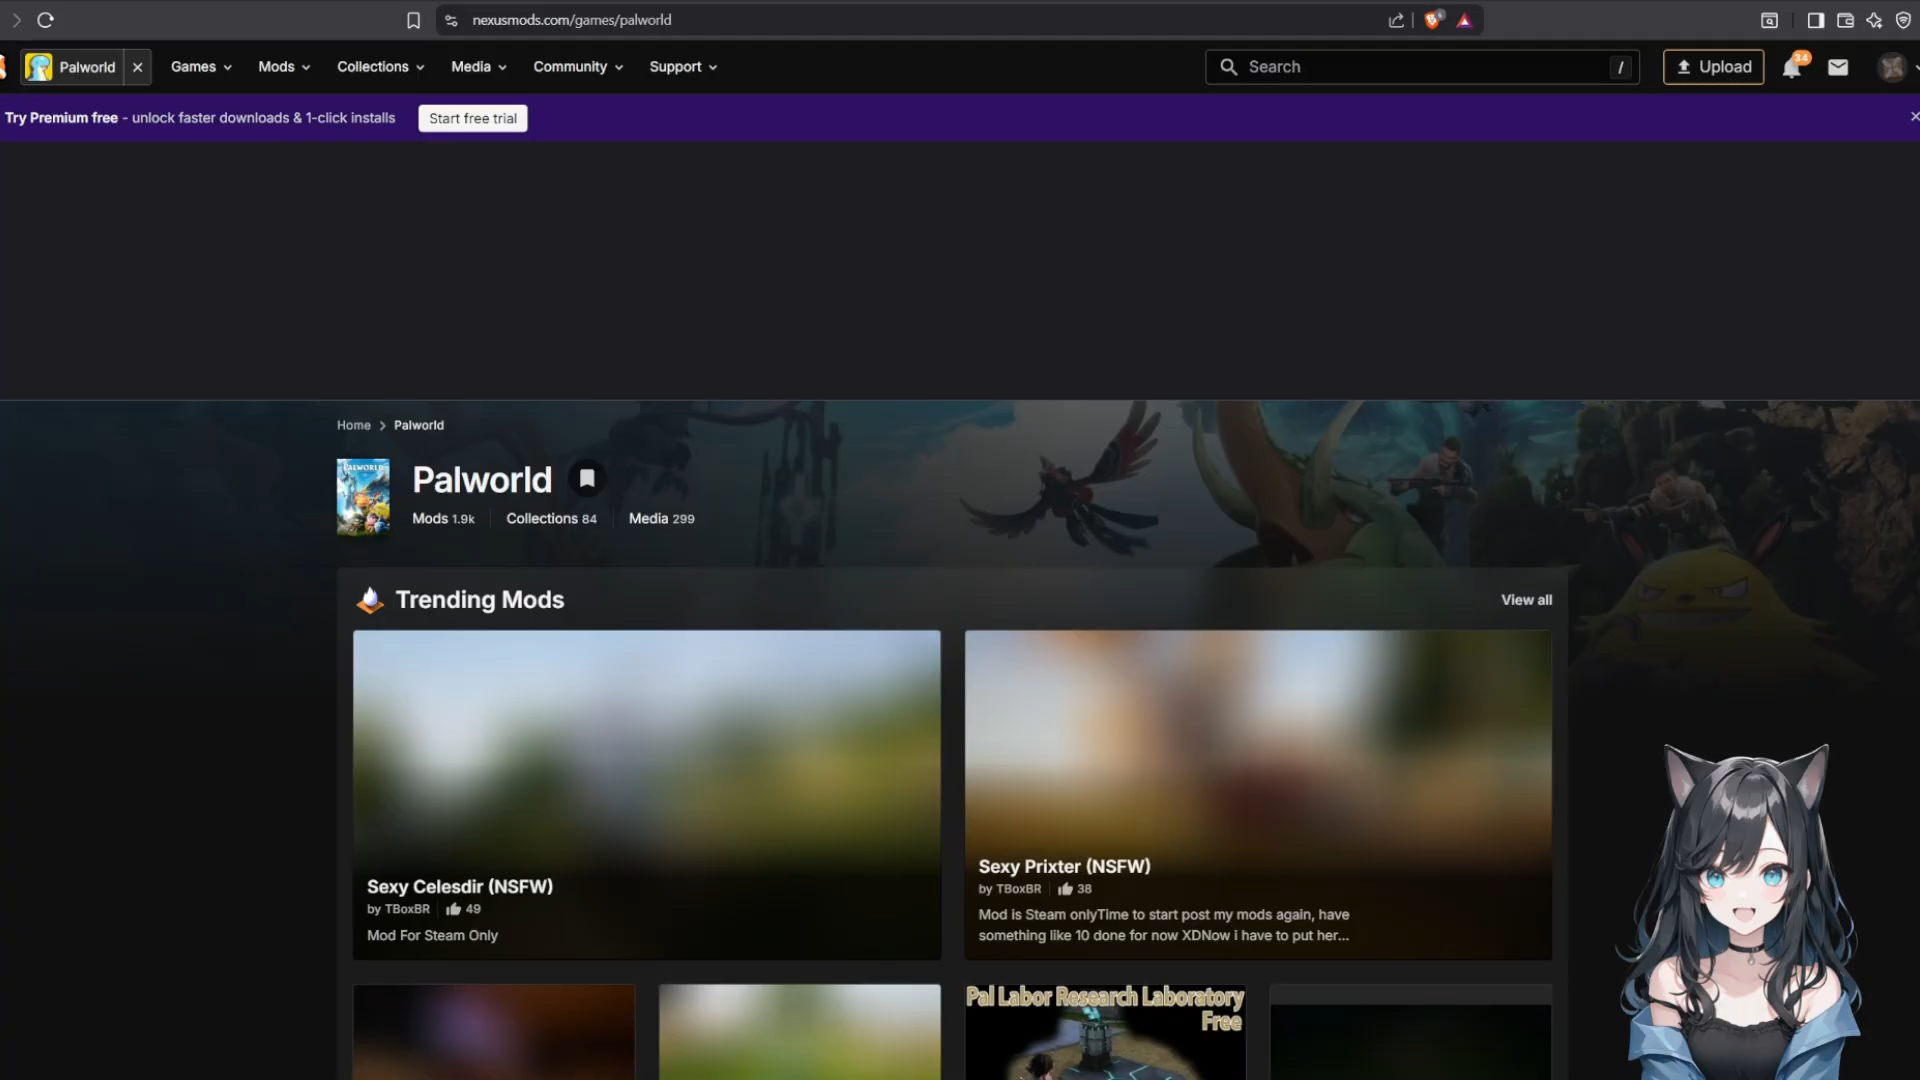 nexusmods.com/games/palworld
Palworld
Games
Mods
Collections
Media
Community
Support
Search
/
Upload
34
Try Premium free - unlock faster downloads & 1-click installs
Start free trial
Home > Palworld
PALWORLD
Palworld
Mods 1.9k
Collections 84
Media 299
Trending Mods
View all
Sexy Celesdir (NSFW)
by TBoxBR
49
Mod For Steam Only
Sexy Prixter (NSFW)
by TBoxBR
38
Mod is Steam onlyTime to start post my mods again, have
something like 10 done for now XDNow i have to put her...
Pal Labor Research Laboratory
Free